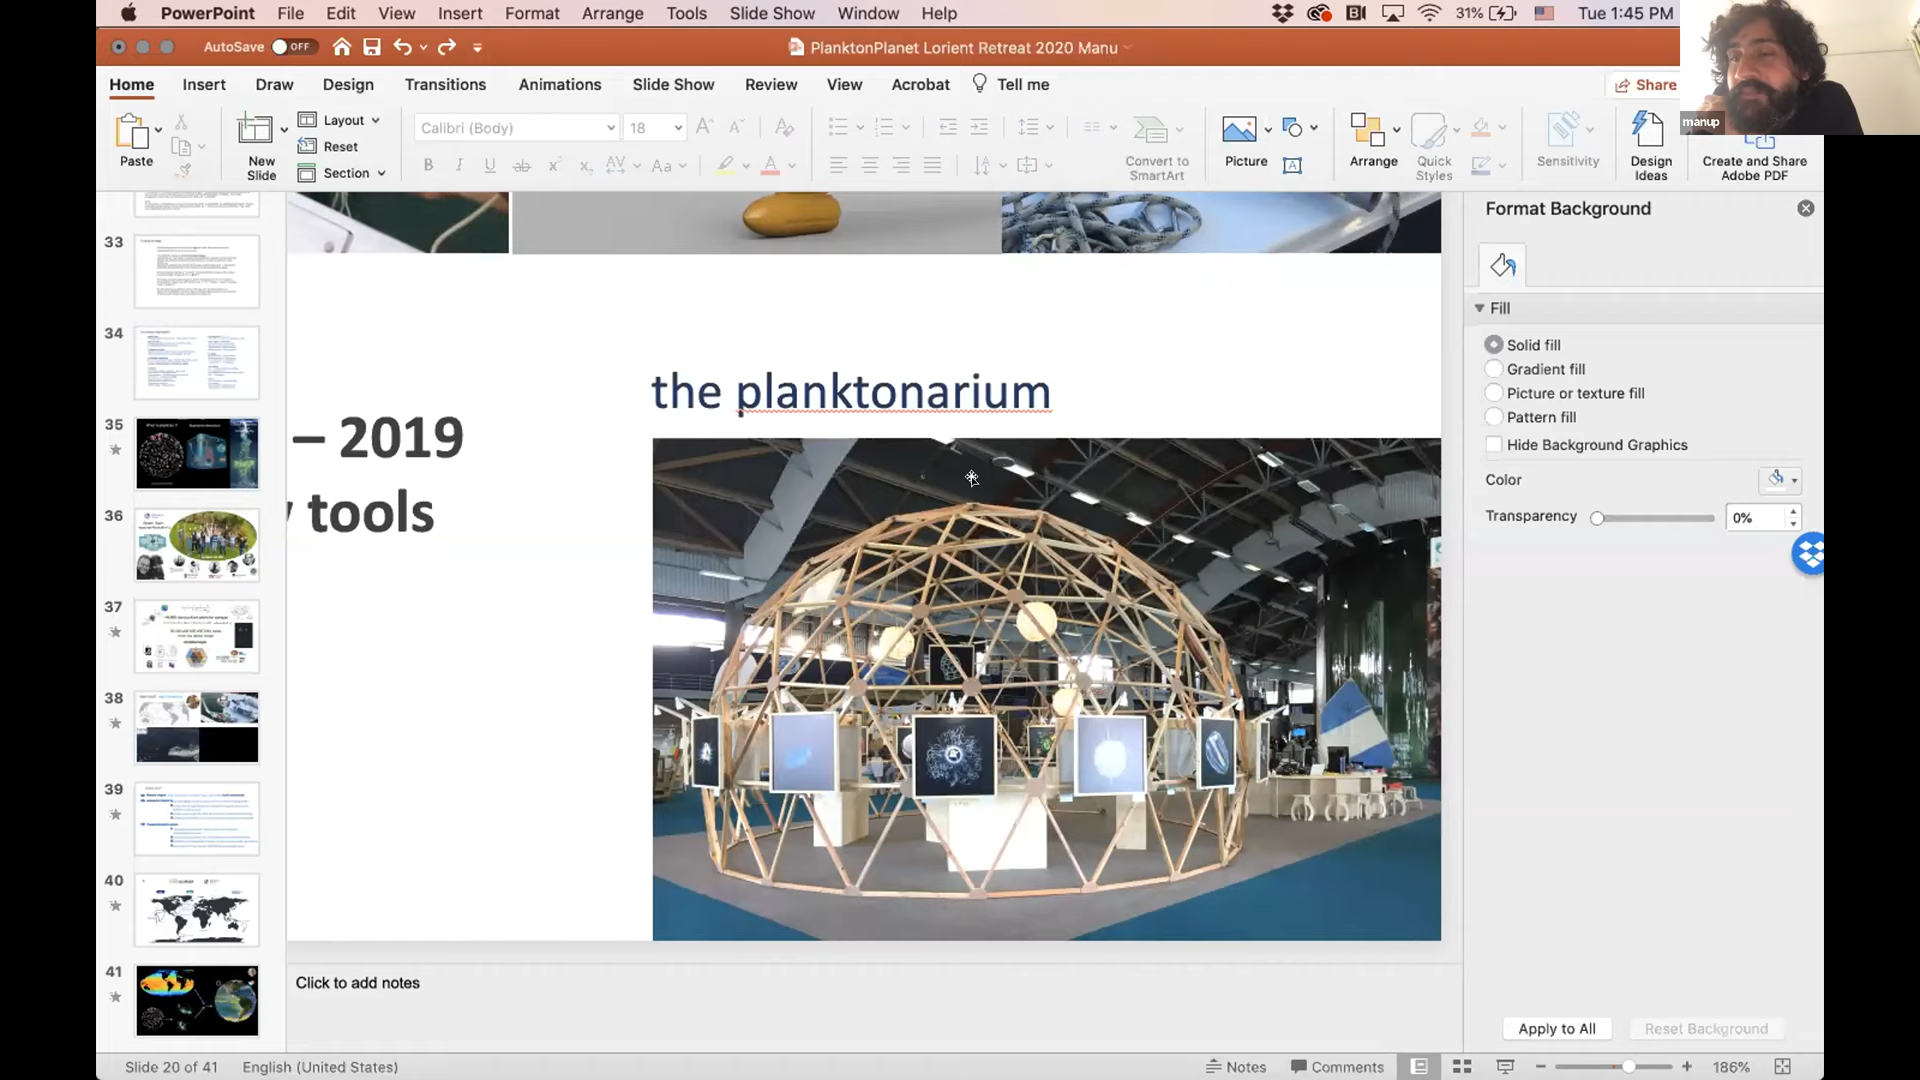 PowerPoint File Edit View Insert Format Arrange Tools Slide Show Window Help 31% Tue 1:45 PM
AutoSave OFF PlanktonPlanet Lorient Retreat 2020 Manu
Home Insert Draw Design Transitions Animations Slide Show Review View Acrobat Tell me Share
manup
Paste
New Slide
Layout
Reset
Section
Calibri (Body) 18
Convert to SmartArt
Picture
Arrange
Quick Styles
Sensitivity
Design Ideas
Create and Share Adobe PDF
33
34
35
36
37
38
39
40
41
– 2019
tools
the planktonarium
Format Background
Fill
Solid fill
Gradient fill
Picture or texture fill
Pattern fill
Hide Background Graphics
Color
Transparency 0%
Apply to All Reset Background
Click to add notes
Slide 20 of 41 English (United States) Notes Comments 186%